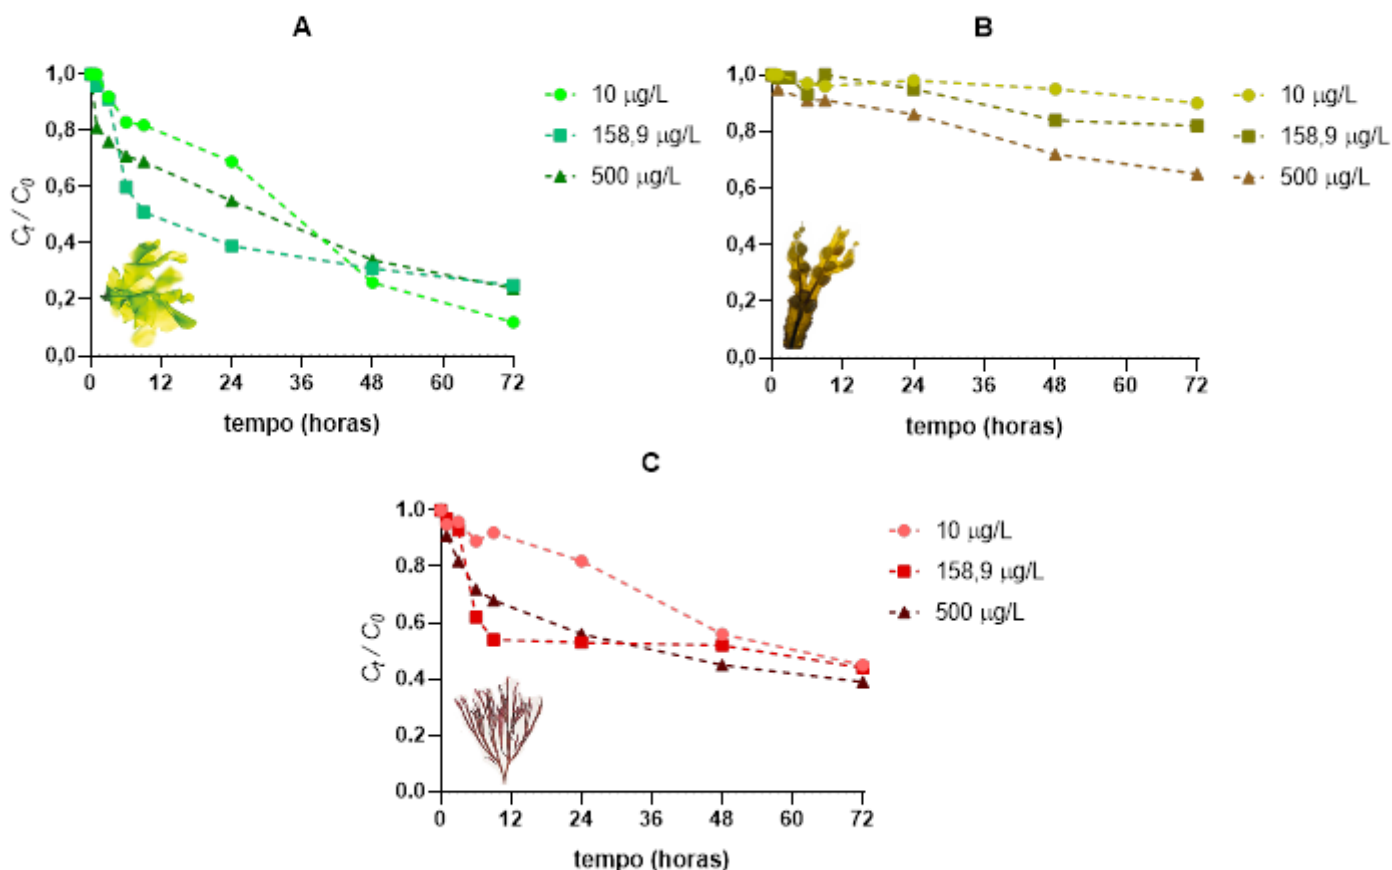 A
1,0
0,8
0,6
0,4
0,2
0,0
C_t / C_0
0 12 24 36 48 60 72
tempo (horas)
10 μg/L
158,9 μg/L
500 μg/L
B
1,0
0,8
0,6
0,4
0,2
0,0
0 12 24 36 48 60 72
tempo (horas)
10 μg/L
158,9 μg/L
500 μg/L
C
1.0
0.8
0.6
0.4
0.2
0.0
C_t / C_0
0 12 24 36 48 60 72
tempo (horas)
10 μg/L
158,9 μg/L
500 μg/L